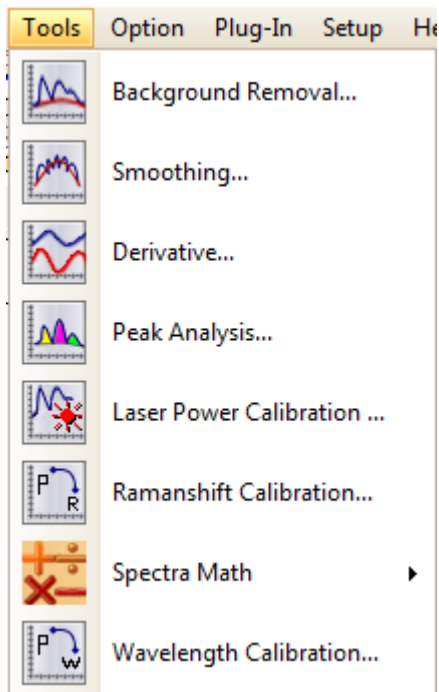 Tools Option Plug-In Setup He
Background Removal...
Smoothing...
Derivative...
Peak Analysis...
Laser Power Calibration ...
P R Ramanshift Calibration...
Spectra Math
P W Wavelength Calibration...